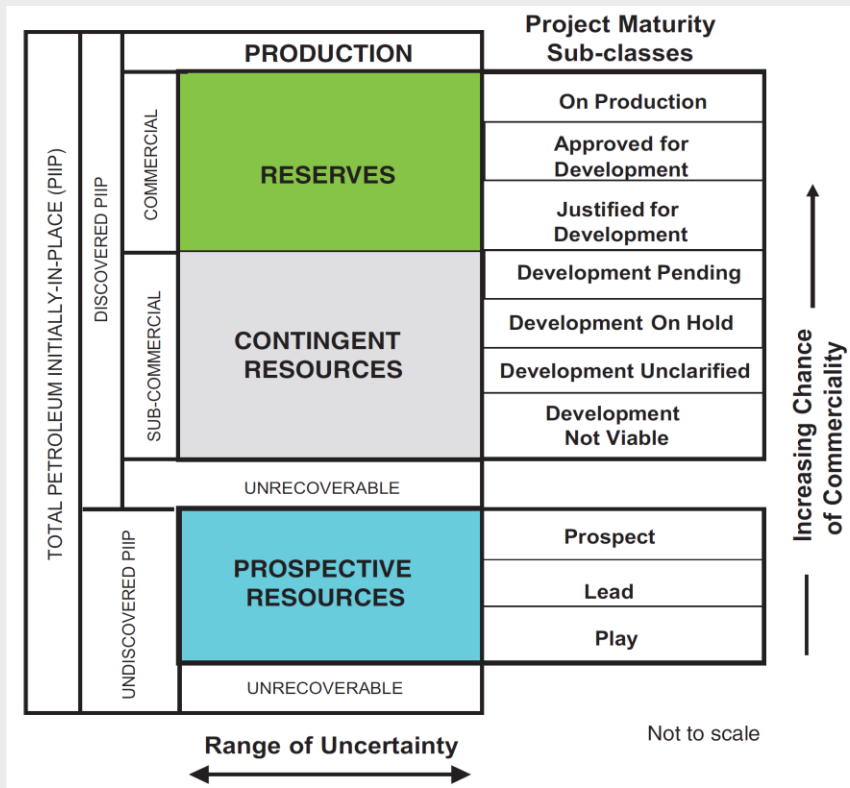 Project Maturity
Sub-classes
PRODUCTION
TOTAL PETROLEUM INITIALLY-IN-PLACE (PIIP)
DISCOVERED PIIP
COMMERCIAL
RESERVES
On Production
Approved for
Development
Justified for
Development
SUB-COMMERCIAL
CONTINGENT
RESOURCES
Development Pending
Development On Hold
Development Unclarified
Development
Not Viable
UNRECOVERABLE
UNDISCOVERED PIIP
PROSPECTIVE
RESOURCES
Prospect
Lead
Play
UNRECOVERABLE
Increasing Chance
of Commerciality
Range of Uncertainty
Not to scale